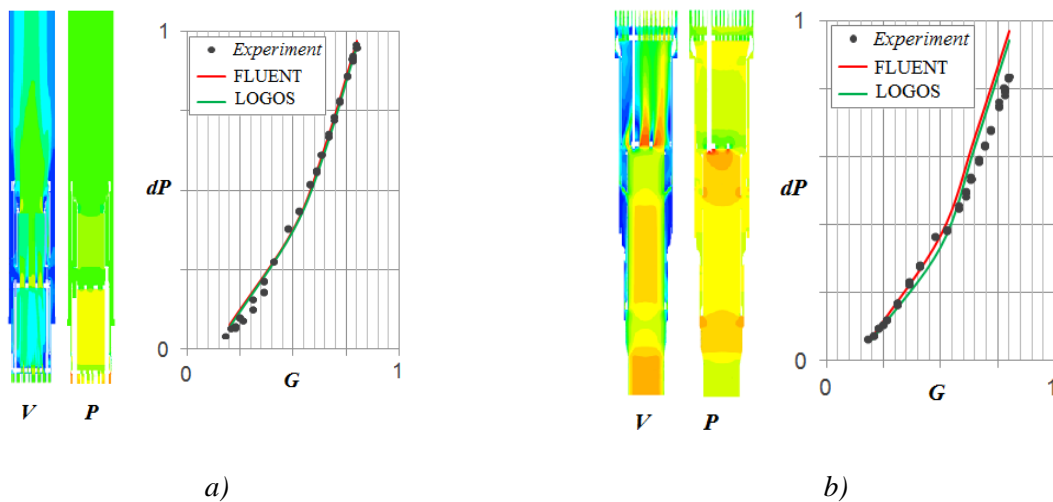 1
Experiment
FLUENT
LOGOS
dP
0
0
G
1
V
P
a)
1
Experiment
FLUENT
LOGOS
dP
0
0
G
1
V
P
b)